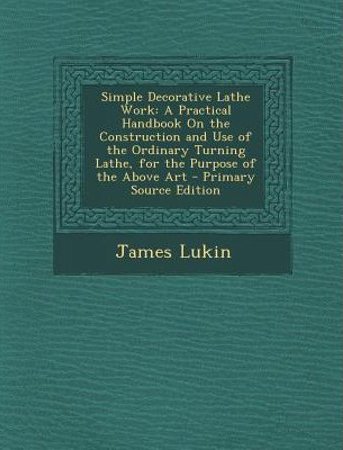 Simple Decorative Lathe
Work: A Practical
Handbook On the
Construction and Use of
the Ordinary Turning
Lathe, for the Purpose of
the Above Art - Primary
Source Edition
James Lukin